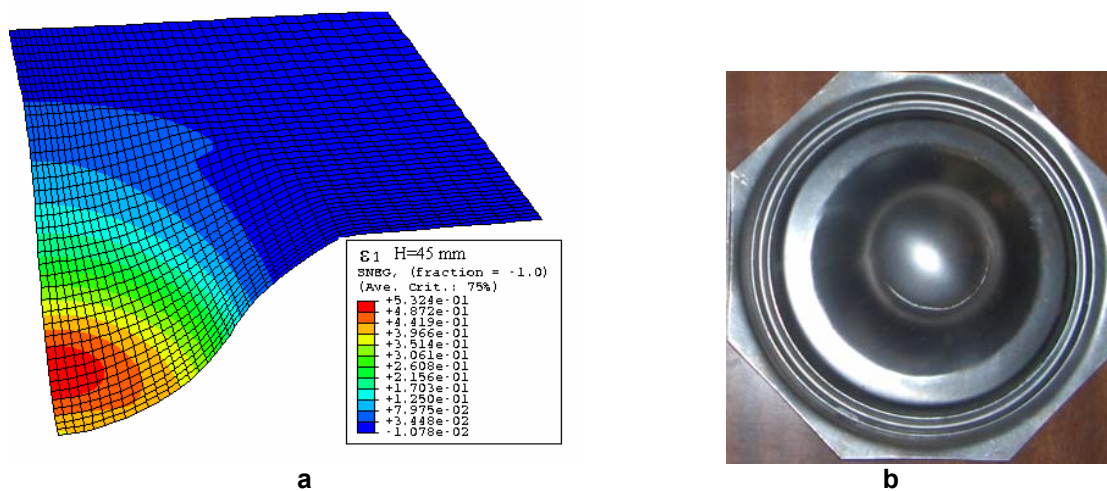 ε1 H=45 mm
SNEG, (fraction = -1.0)
(Ave. Crit.: 75%)
+5.324e-01
+4.872e-01
+4.419e-01
+3.966e-01
+3.514e-01
+3.061e-01
+2.608e-01
+2.156e-01
+1.703e-01
+1.250e-01
+7.975e-02
+3.448e-02
-1.078e-02
a
b